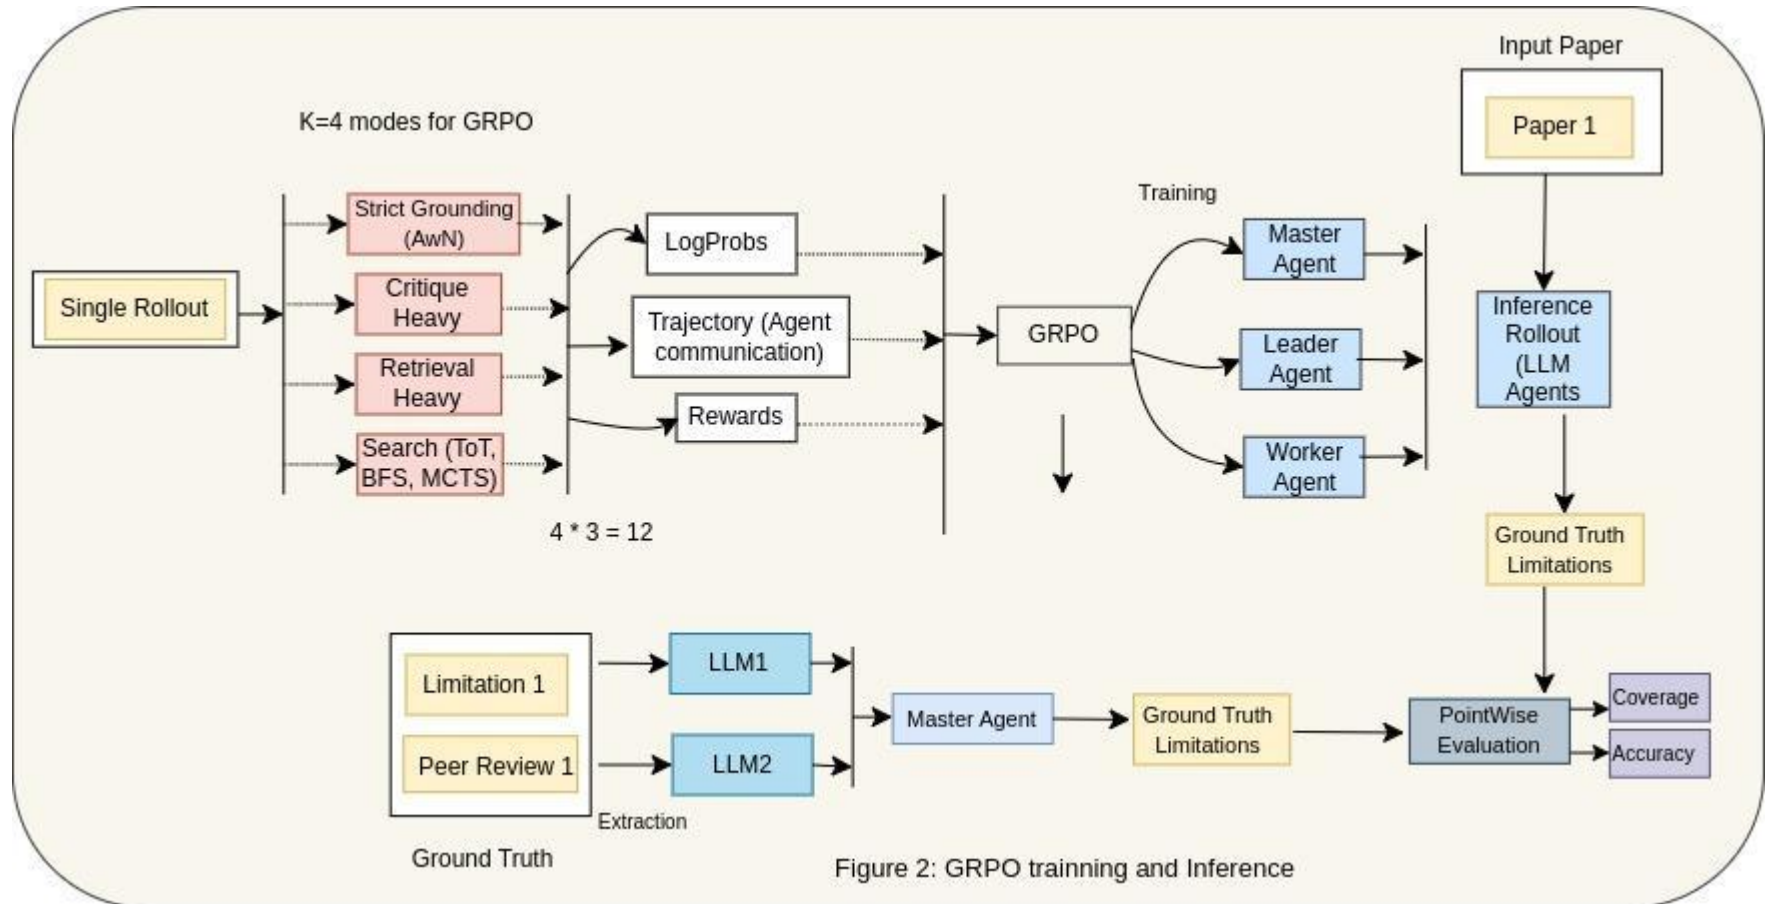 Input Paper
Paper 1
K=4 modes for GRPO
Training
Single Rollout
Strict Grounding
(AwN)
Critique
Heavy
Retrieval
Heavy
Search (ToT,
BFS, MCTS)
4 * 3 = 12
LogProbs
Trajectory (Agent
communication)
Rewards
GRPO
Master
Agent
Leader
Agent
Worker
Agent
Inference
Rollout
(LLM
Agents
Ground Truth
Limitations
Limitation 1
Peer Review 1
Ground Truth
Extraction
LLM1
LLM2
Master Agent
Ground Truth
Limitations
PointWise
Evaluation
Coverage
Accuracy
Figure 2: GRPO trainning and Inference